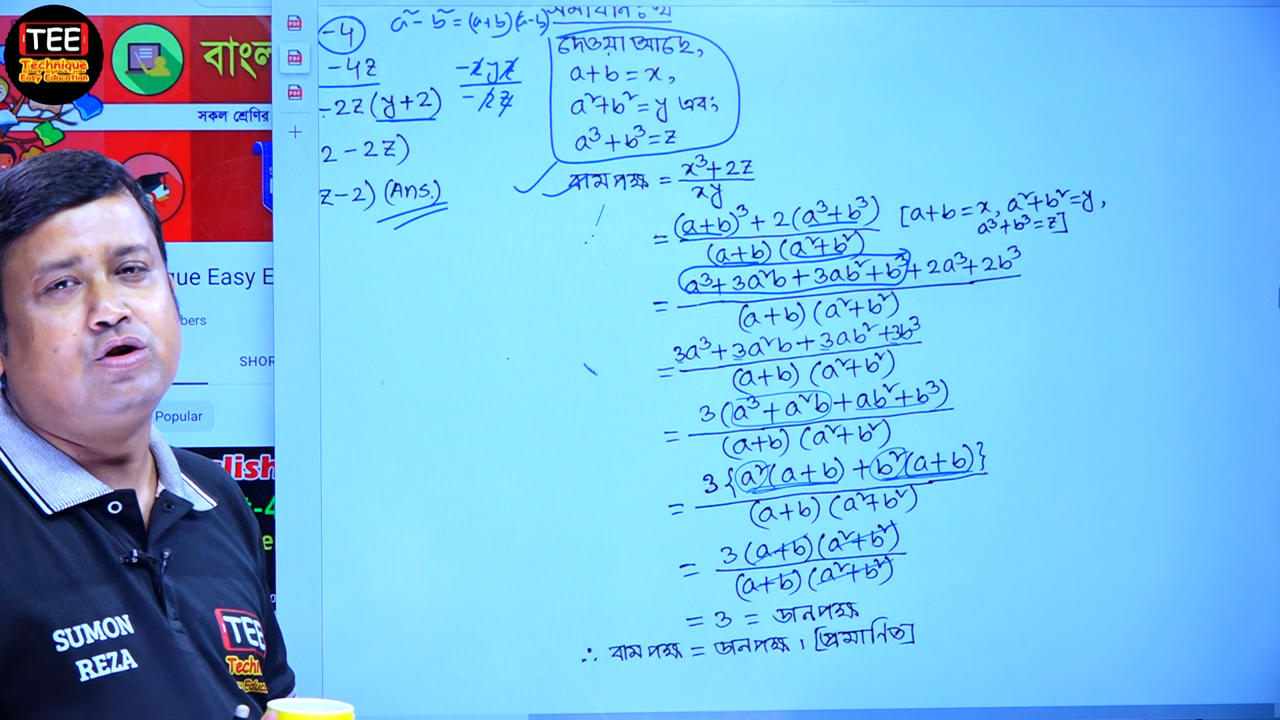 TEE
Technique
Easy Education
বাংল
সকল শ্রেণির
que Easy E
bers
SHOR
Popular
glish
SUMON
REZA
TEE
-4
a²-b² = (a+b)(a-b)
-4z
-2z(y+2)
2-2z)
z-2) (Ans.)
দেওয়া আছে,
a+b=x,
a²+b²=y এবং
a³+b³=z
বামপক্ষ = x³+2z / xy
= (a+b)³+2(a³+b³) / (a+b)(a²+b²) [a+b=x, a²+b²=y, a³+b³=z]
= a³+3a²b+3ab²+b³+2a³+2b³ / (a+b)(a²+b²)
= 3a³+3a²b+3ab²+3b³ / (a+b)(a²+b²)
= 3(a³+a²b+ab²+b³) / (a+b)(a²+b²)
= 3{a²(a+b)+b²(a+b)} / (a+b)(a²+b²)
= 3(a+b)(a²+b²) / (a+b)(a²+b²)
= 3 = ডানপক্ষ
∴ বামপক্ষ = ডানপক্ষ। [প্রমাণিত]